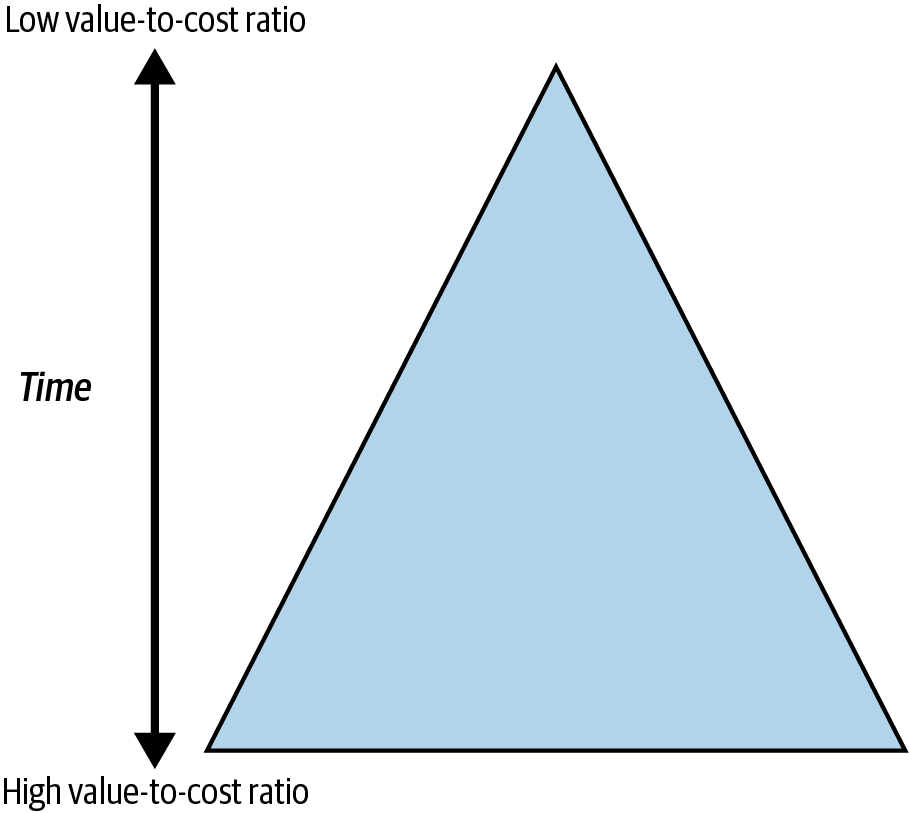 Low value-to-cost ratio
Time
High value-to-cost ratio